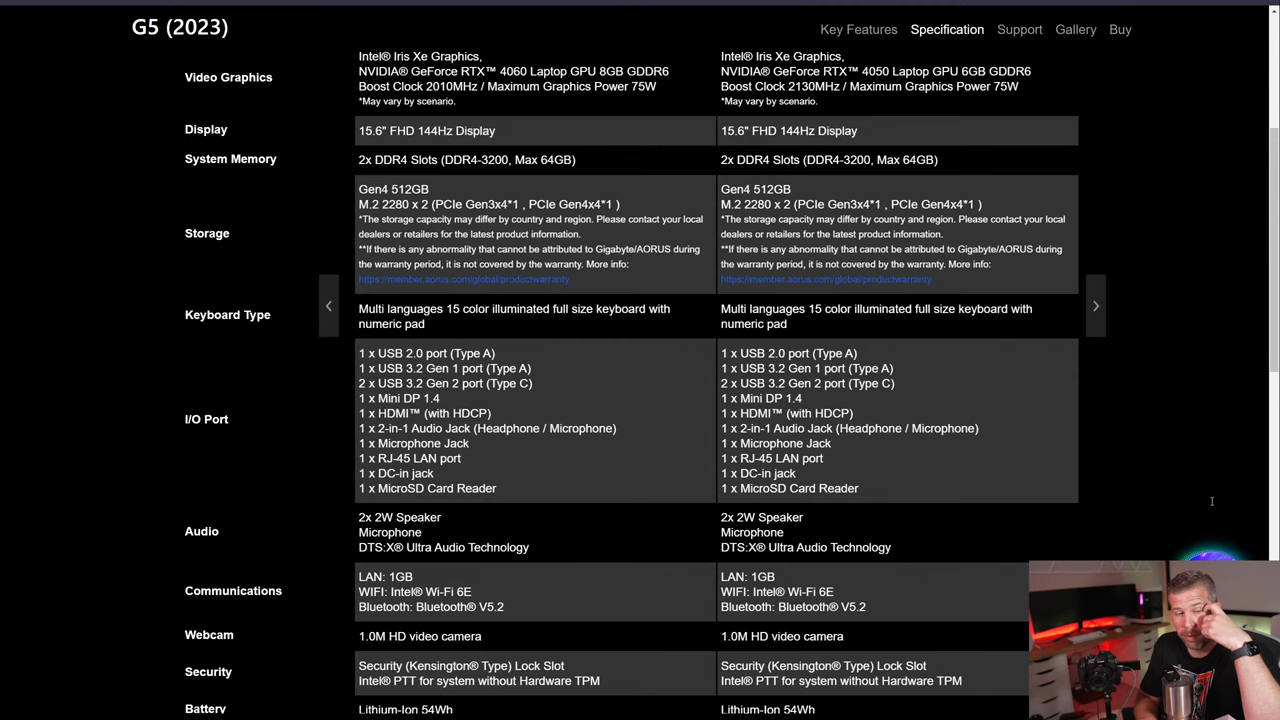 G5 (2023)
Key Features
Specification
Support
Gallery
Buy
Video Graphics
Intel® Iris Xe Graphics,
NVIDIA® GeForce RTX™ 4060 Laptop GPU 8GB GDDR6
Boost Clock 2010MHz / Maximum Graphics Power 75W
*May vary by scenario.
Intel® Iris Xe Graphics,
NVIDIA® GeForce RTX™ 4050 Laptop GPU 6GB GDDR6
Boost Clock 2130MHz / Maximum Graphics Power 75W
*May vary by scenario.
Display
15.6" FHD 144Hz Display
15.6" FHD 144Hz Display
System Memory
2x DDR4 Slots (DDR4-3200, Max 64GB)
2x DDR4 Slots (DDR4-3200, Max 64GB)
Storage
Gen4 512GB
M.2 2280 x 2 (PCIe Gen3x4*1 , PCIe Gen4x4*1 )
*The storage capacity may differ by country and region. Please contact your local
dealers or retailers for the latest product information.
**If there is any abnormality that cannot be attributed to Gigabyte/AORUS during
the warranty period, it is not covered by the warranty. More info:
https://member.aorus.com/global/productwarranty
Gen4 512GB
M.2 2280 x 2 (PCIe Gen3x4*1 , PCIe Gen4x4*1 )
*The storage capacity may differ by country and region. Please contact your local
dealers or retailers for the latest product information.
**If there is any abnormality that cannot be attributed to Gigabyte/AORUS during
the warranty period, it is not covered by the warranty. More info:
https://member.aorus.com/global/productwarranty
Keyboard Type
Multi languages 15 color illuminated full size keyboard with
numeric pad
Multi languages 15 color illuminated full size keyboard with
numeric pad
I/O Port
1 x USB 2.0 port (Type A)
1 x USB 3.2 Gen 1 port (Type A)
2 x USB 3.2 Gen 2 port (Type C)
1 x Mini DP 1.4
1 x HDMI™ (with HDCP)
1 x 2-in-1 Audio Jack (Headphone / Microphone)
1 x Microphone Jack
1 x RJ-45 LAN port
1 x DC-in jack
1 x MicroSD Card Reader
1 x USB 2.0 port (Type A)
1 x USB 3.2 Gen 1 port (Type A)
2 x USB 3.2 Gen 2 port (Type C)
1 x Mini DP 1.4
1 x HDMI™ (with HDCP)
1 x 2-in-1 Audio Jack (Headphone / Microphone)
1 x Microphone Jack
1 x RJ-45 LAN port
1 x DC-in jack
1 x MicroSD Card Reader
Audio
2x 2W Speaker
Microphone
DTS:X® Ultra Audio Technology
2x 2W Speaker
Microphone
DTS:X® Ultra Audio Technology
Communications
LAN: 1GB
WIFI: Intel® Wi-Fi 6E
Bluetooth: Bluetooth® V5.2
LAN: 1GB
WIFI: Intel® Wi-Fi 6E
Bluetooth: Bluetooth® V5.2
Webcam
1.0M HD video camera
1.0M HD video camera
Security
Security (Kensington® Type) Lock Slot
Intel® PTT for system without Hardware TPM
Security (Kensington® Type) Lock Slot
Intel® PTT for system without Hardware TPM
Battery
Lithium-Ion 54Wh
Lithium-Ion 54Wh